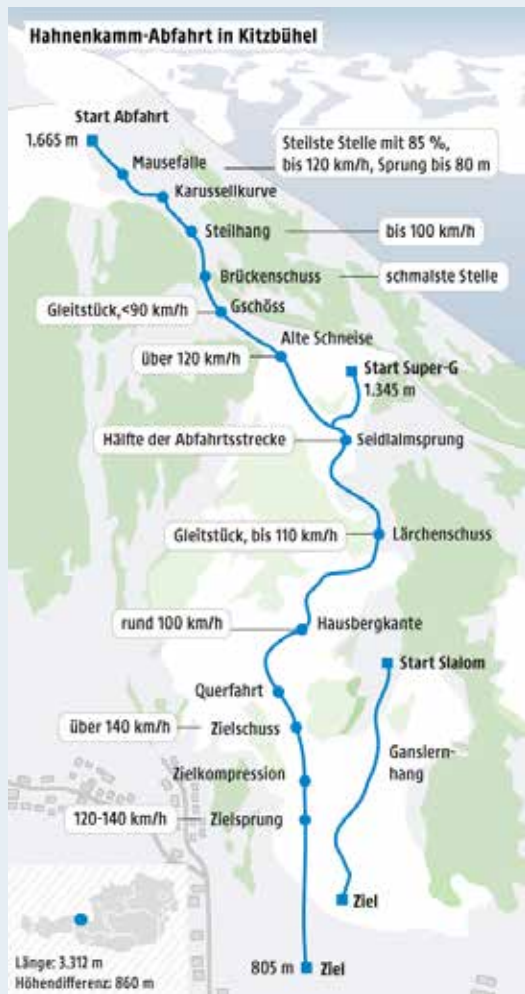 Hahnenkamm-Abfahrt in Kitzbühel
Start Abfahrt
1.665 m
Mausefalle
Steilste Stelle mit 85 %,
bis 120 km/h, Sprung bis 80 m
Karussellkurve
Steilhang
bis 100 km/h
Brückenschuss
schmalste Stelle
Gleitstück,<90 km/h
Gschöss
Alte Schneise
über 120 km/h
Start Super-G
1.345 m
Hälfte der Abfahrtsstrecke
Seidlalmsprung
Gleitstück, bis 110 km/h
Lärchenschuss
rund 100 km/h
Hausbergkante
Start Slalom
Querfahrt
über 140 km/h
Zielschuss
Ganslern-
hang
Zielkompression
120-140 km/h
Zielsprung
Ziel
Länge: 3.312 m
Höhendifferenz: 860 m
805 m
Ziel